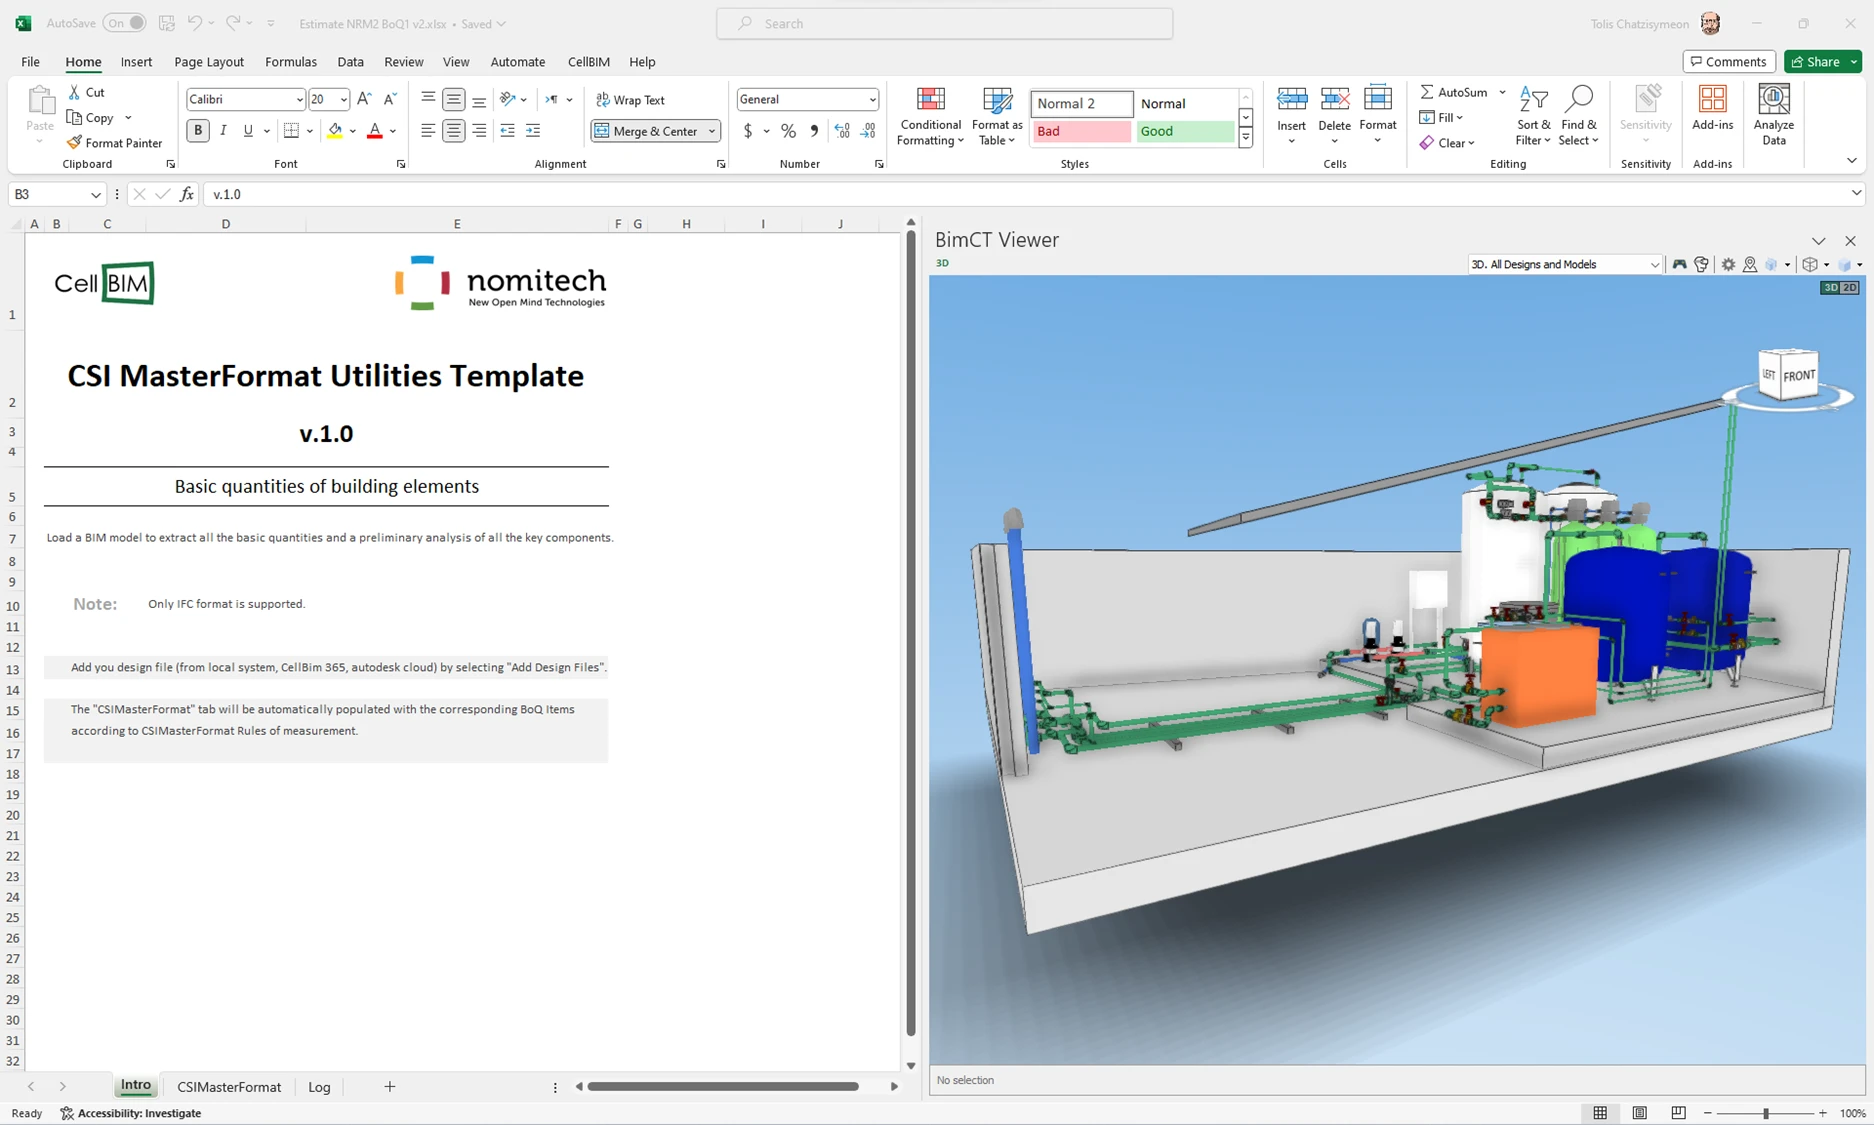 AutoSave On Estimate NRM2 BoQ1 v2.xlsx • Saved Search Tolis Chatzisymeon
File Home Insert Page Layout Formulas Data Review View Automate CellBIM Help Comments Share
Paste Cut Copy Format Painter Clipboard
Calibri 20 B I U Font
Wrap Text Merge & Center Alignment
General $ % Number
Conditional Formatting Format as Table Normal 2 Normal Bad Good Styles
Insert Delete Format Cells
AutoSum Fill Clear Sort & Filter Find & Select Editing
Sensitivity Sensitivity
Add-ins Add-ins
Analyze Data
B3 fx v.1.0
A B C D E F G H I J
BimCT Viewer
3D
3D. All Designs and Models
3D 2D
LEFT FRONT
Cell BIM
nomitech
New Open Mind Technologies
1
CSI MasterFormat Utilities Template
2
v.1.0
3
4
Basic quantities of building elements
5
6
7 Load a BIM model to extract all the basic quantities and a preliminary analysis of all the key components.
8
9
10 Note: Only IFC format is supported.
11
12
13 Add you design file (from local system, CellBim 365, autodesk cloud) by selecting "Add Design Files".
14
15 The "CSIMasterFormat" tab will be automatically populated with the corresponding BoQ Items
16 according to CSIMasterFormat Rules of measurement.
17
18
19
20
21
22
23
24
25
26
27
28
29
30
31
32
No selection
Intro CSIMasterFormat Log +
Ready Accessibility: Investigate 100%